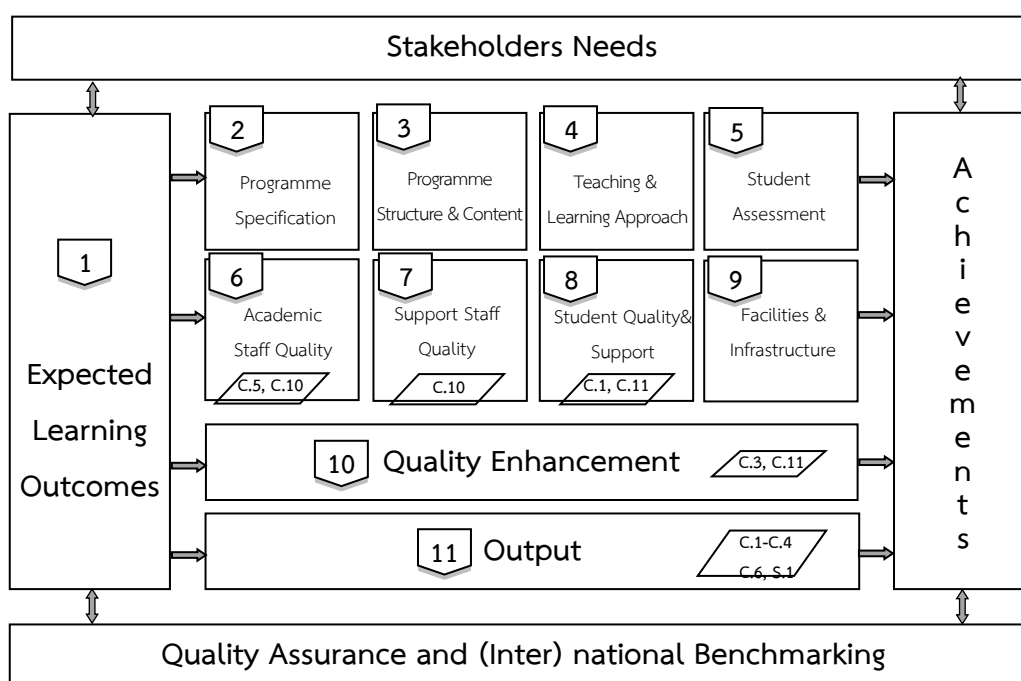 Stakeholders Needs
1
Expected
Learning
Outcomes
2
Programme
Specification
3
Programme
Structure & Content
4
Teaching &
Learning Approach
5
Student
Assessment
6
Academic
Staff Quality
C.5, C.10
7
Support Staff
Quality
C.10
8
Student Quality&
Support
C.1, C.11
9
Facilities &
Infrastructure
10 Quality Enhancement
C.3, C.11
11 Output
C.1-C.4
C.6, S.1
A
c
h
i
e
v
e
m
e
n
t
s
Quality Assurance and (Inter) national Benchmarking